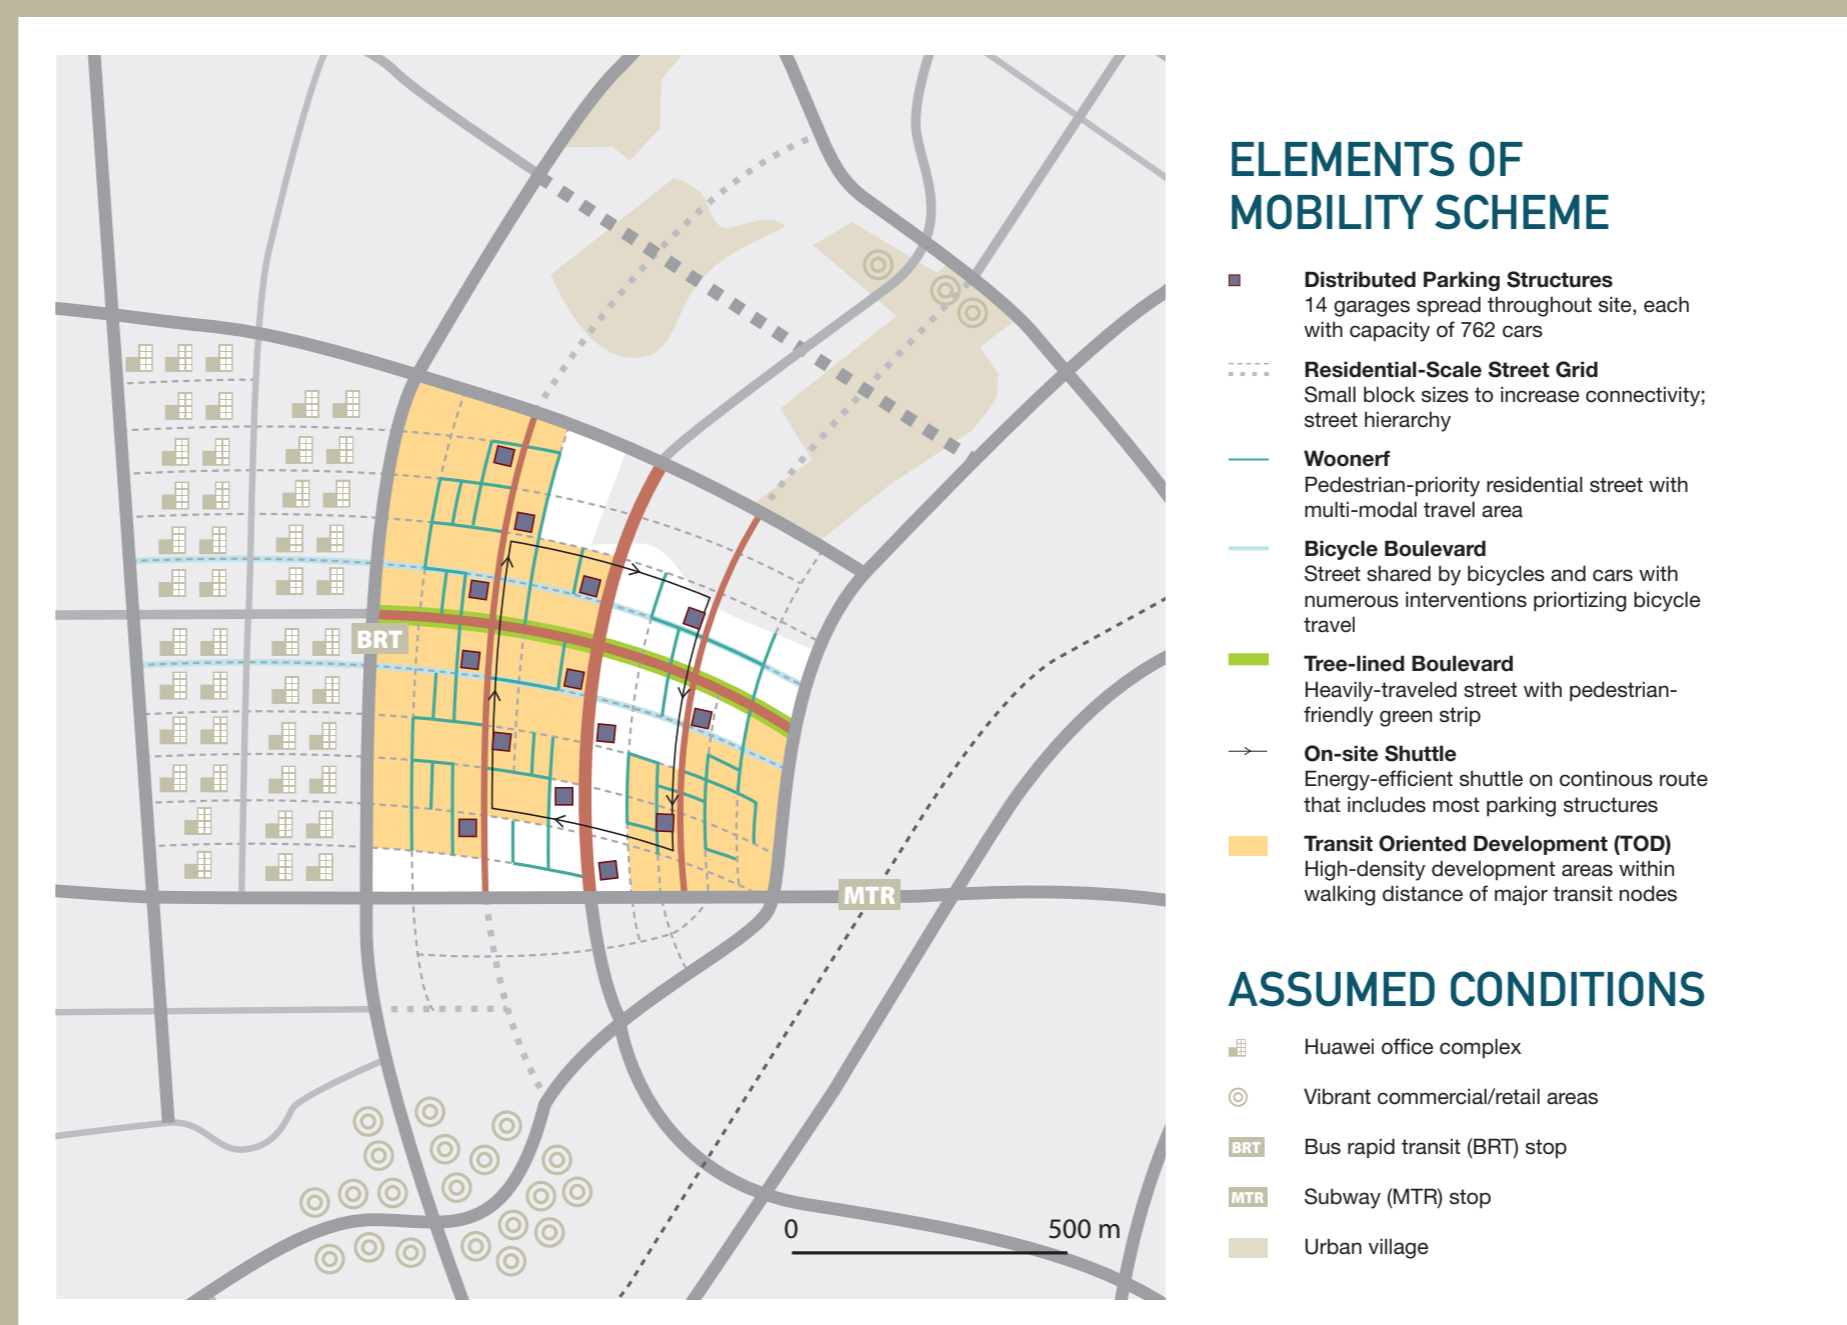 BRT
MTR
0
500 m
ELEMENTS OF
MOBILITY SCHEME
Distributed Parking Structures
14 garages spread throughout site, each
with capacity of 762 cars
Residential-Scale Street Grid
Small block sizes to increase connectivity;
street hierarchy
Woonerf
Pedestrian-priority residential street with
multi-modal travel area
Bicycle Boulevard
Street shared by bicycles and cars with
numerous interventions priortizing bicycle
travel
Tree-lined Boulevard
Heavily-traveled street with pedestrian-
friendly green strip
On-site Shuttle
Energy-efficient shuttle on continous route
that includes most parking structures
Transit Oriented Development (TOD)
High-density development areas within
walking distance of major transit nodes
ASSUMED CONDITIONS
Huawei office complex
Vibrant commercial/retail areas
BRT Bus rapid transit (BRT) stop
MTR Subway (MTR) stop
Urban village